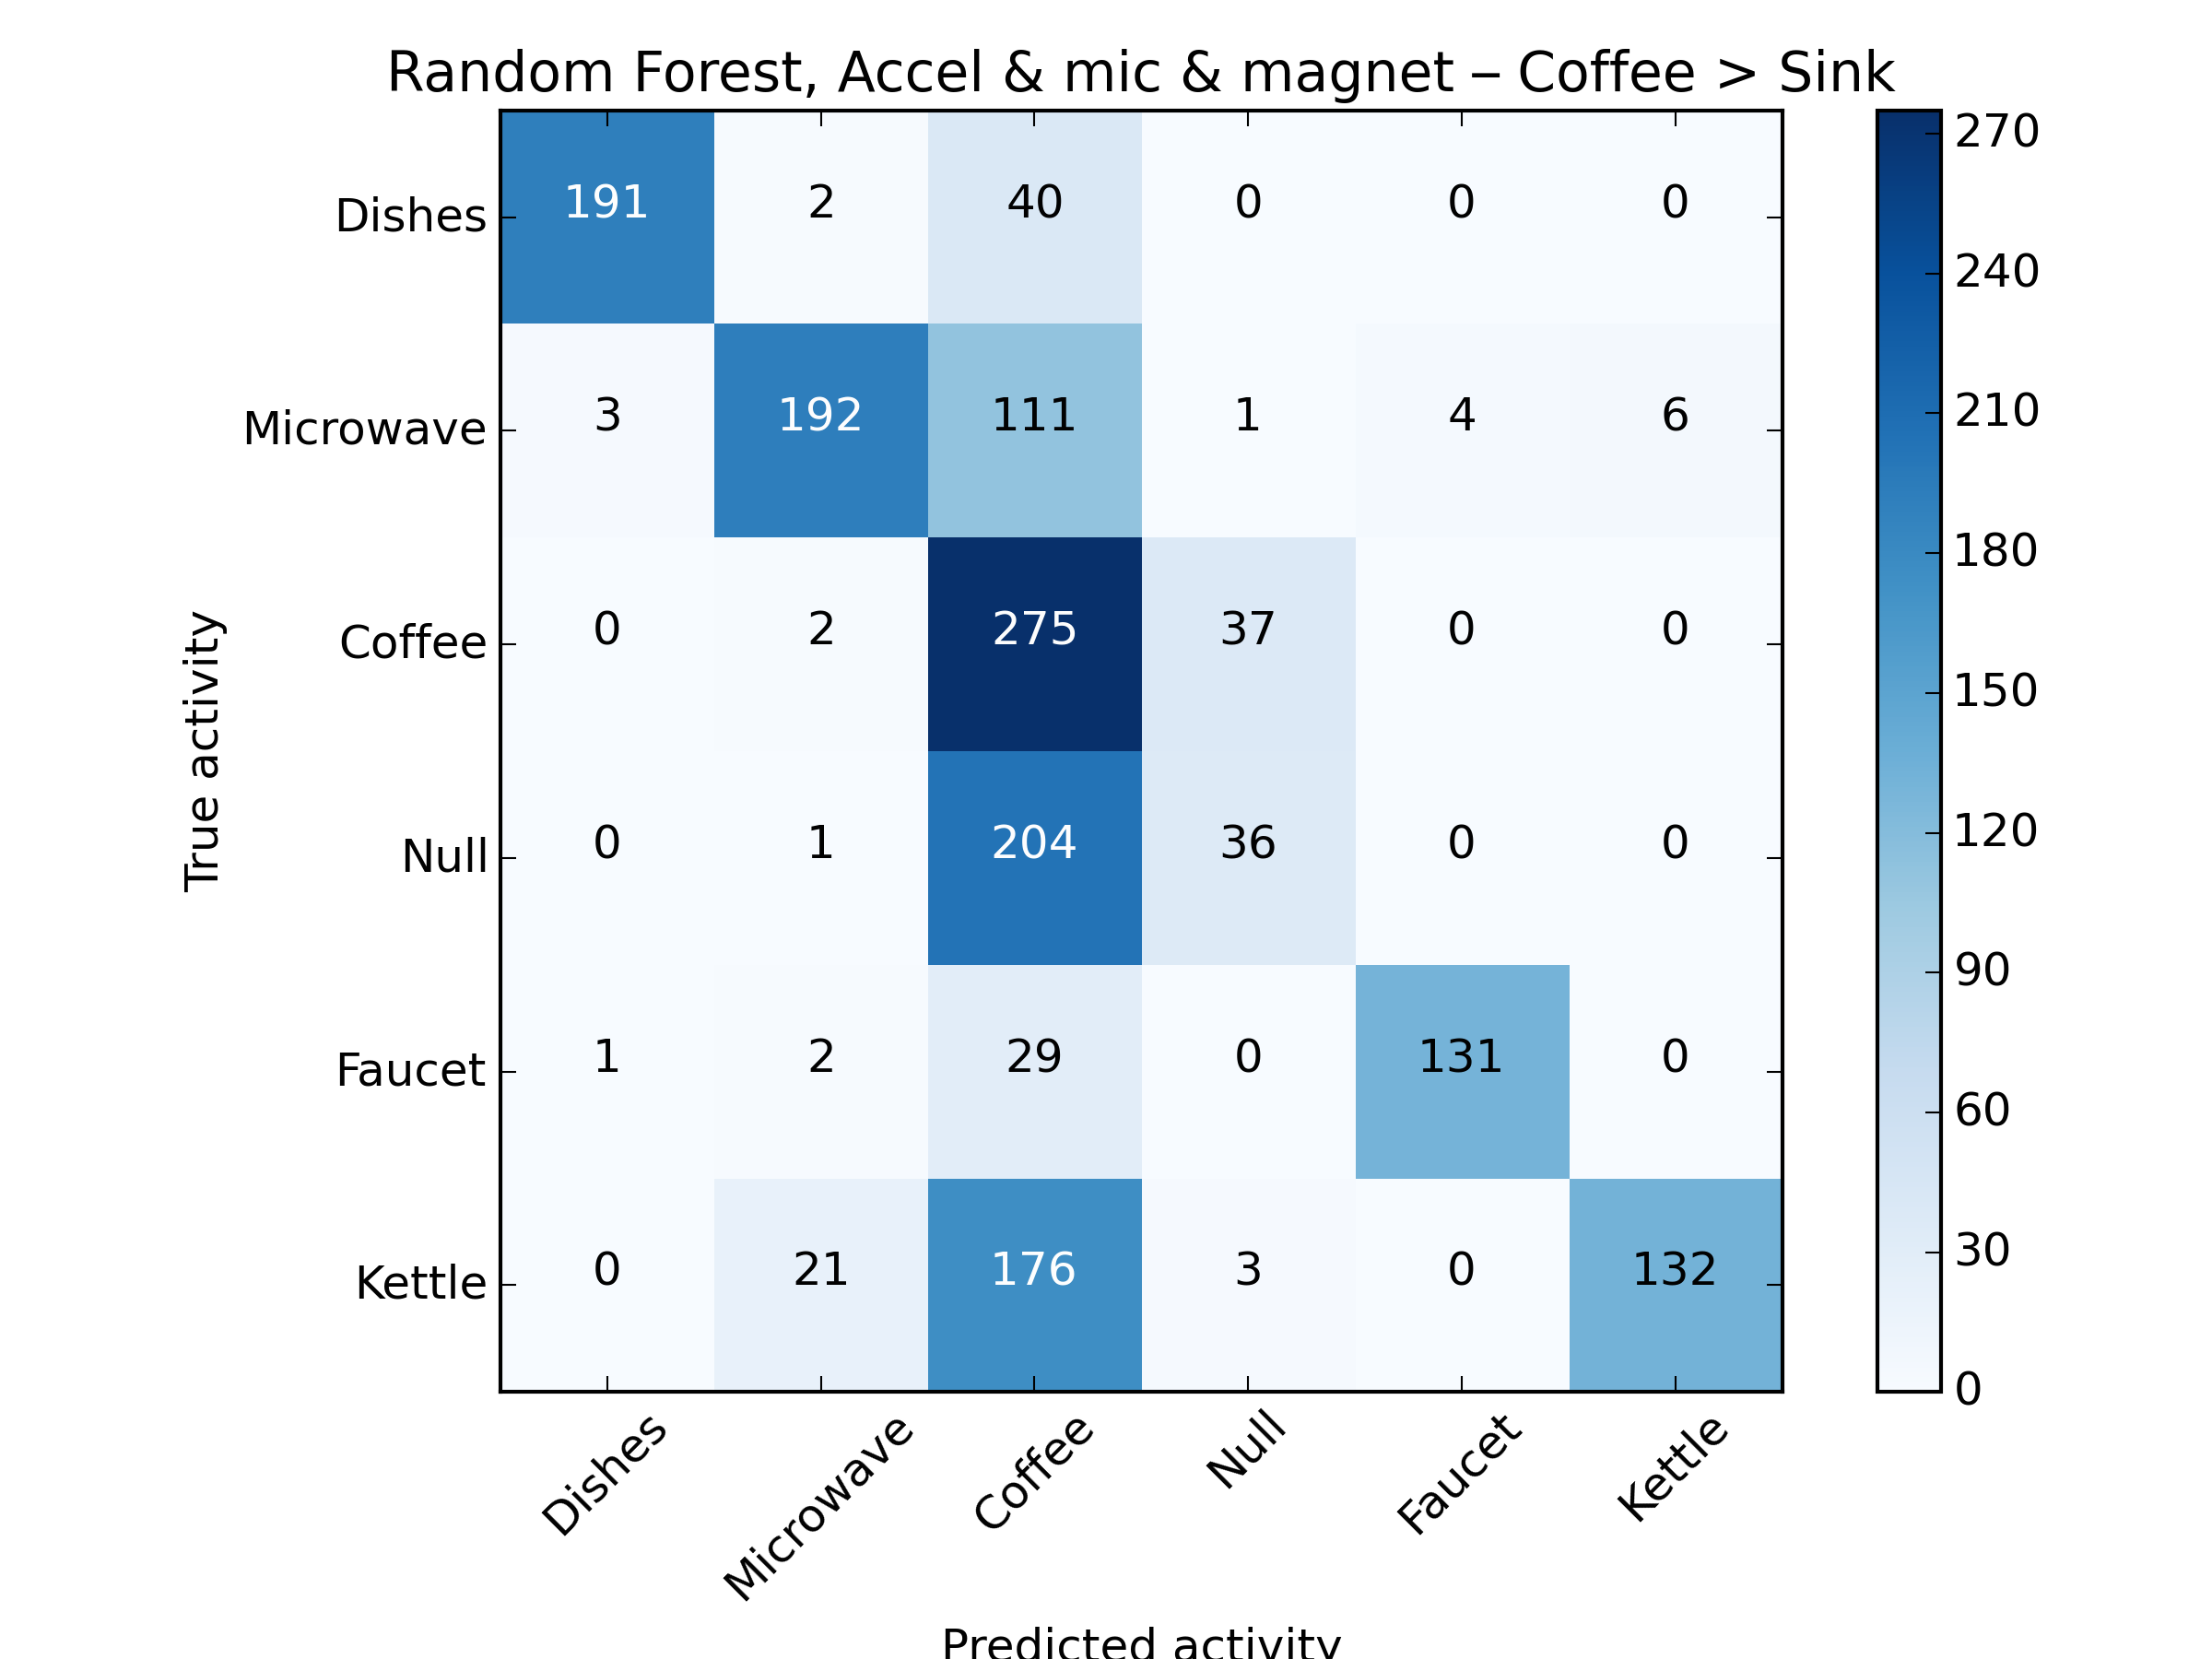 Random Forest, Accel & mic & magnet – Coffee > Sink
270
Dishes 191 2 40 0 0 0
240
Microwave 3 192 111 1 4 6
210
180
Coffee 0 2 275 37 0 0
150
120
Null 0 1 204 36 0 0
90
Faucet 1 2 29 0 131 0
60
30
Kettle 0 21 176 3 0 132
0
True activity
Dishes Microwave Coffee Null Faucet Kettle
Predicted activity